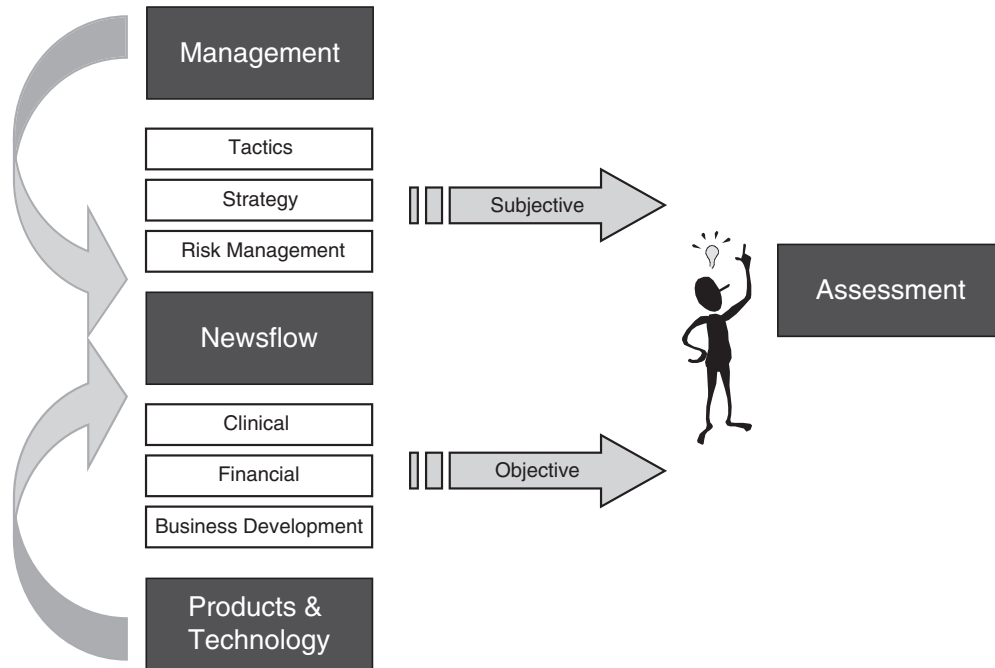 Management
Tactics
Strategy
Risk Management
Subjective
Newsflow
Assessment
Clinical
Financial
Business Development
Objective
Products &
Technology